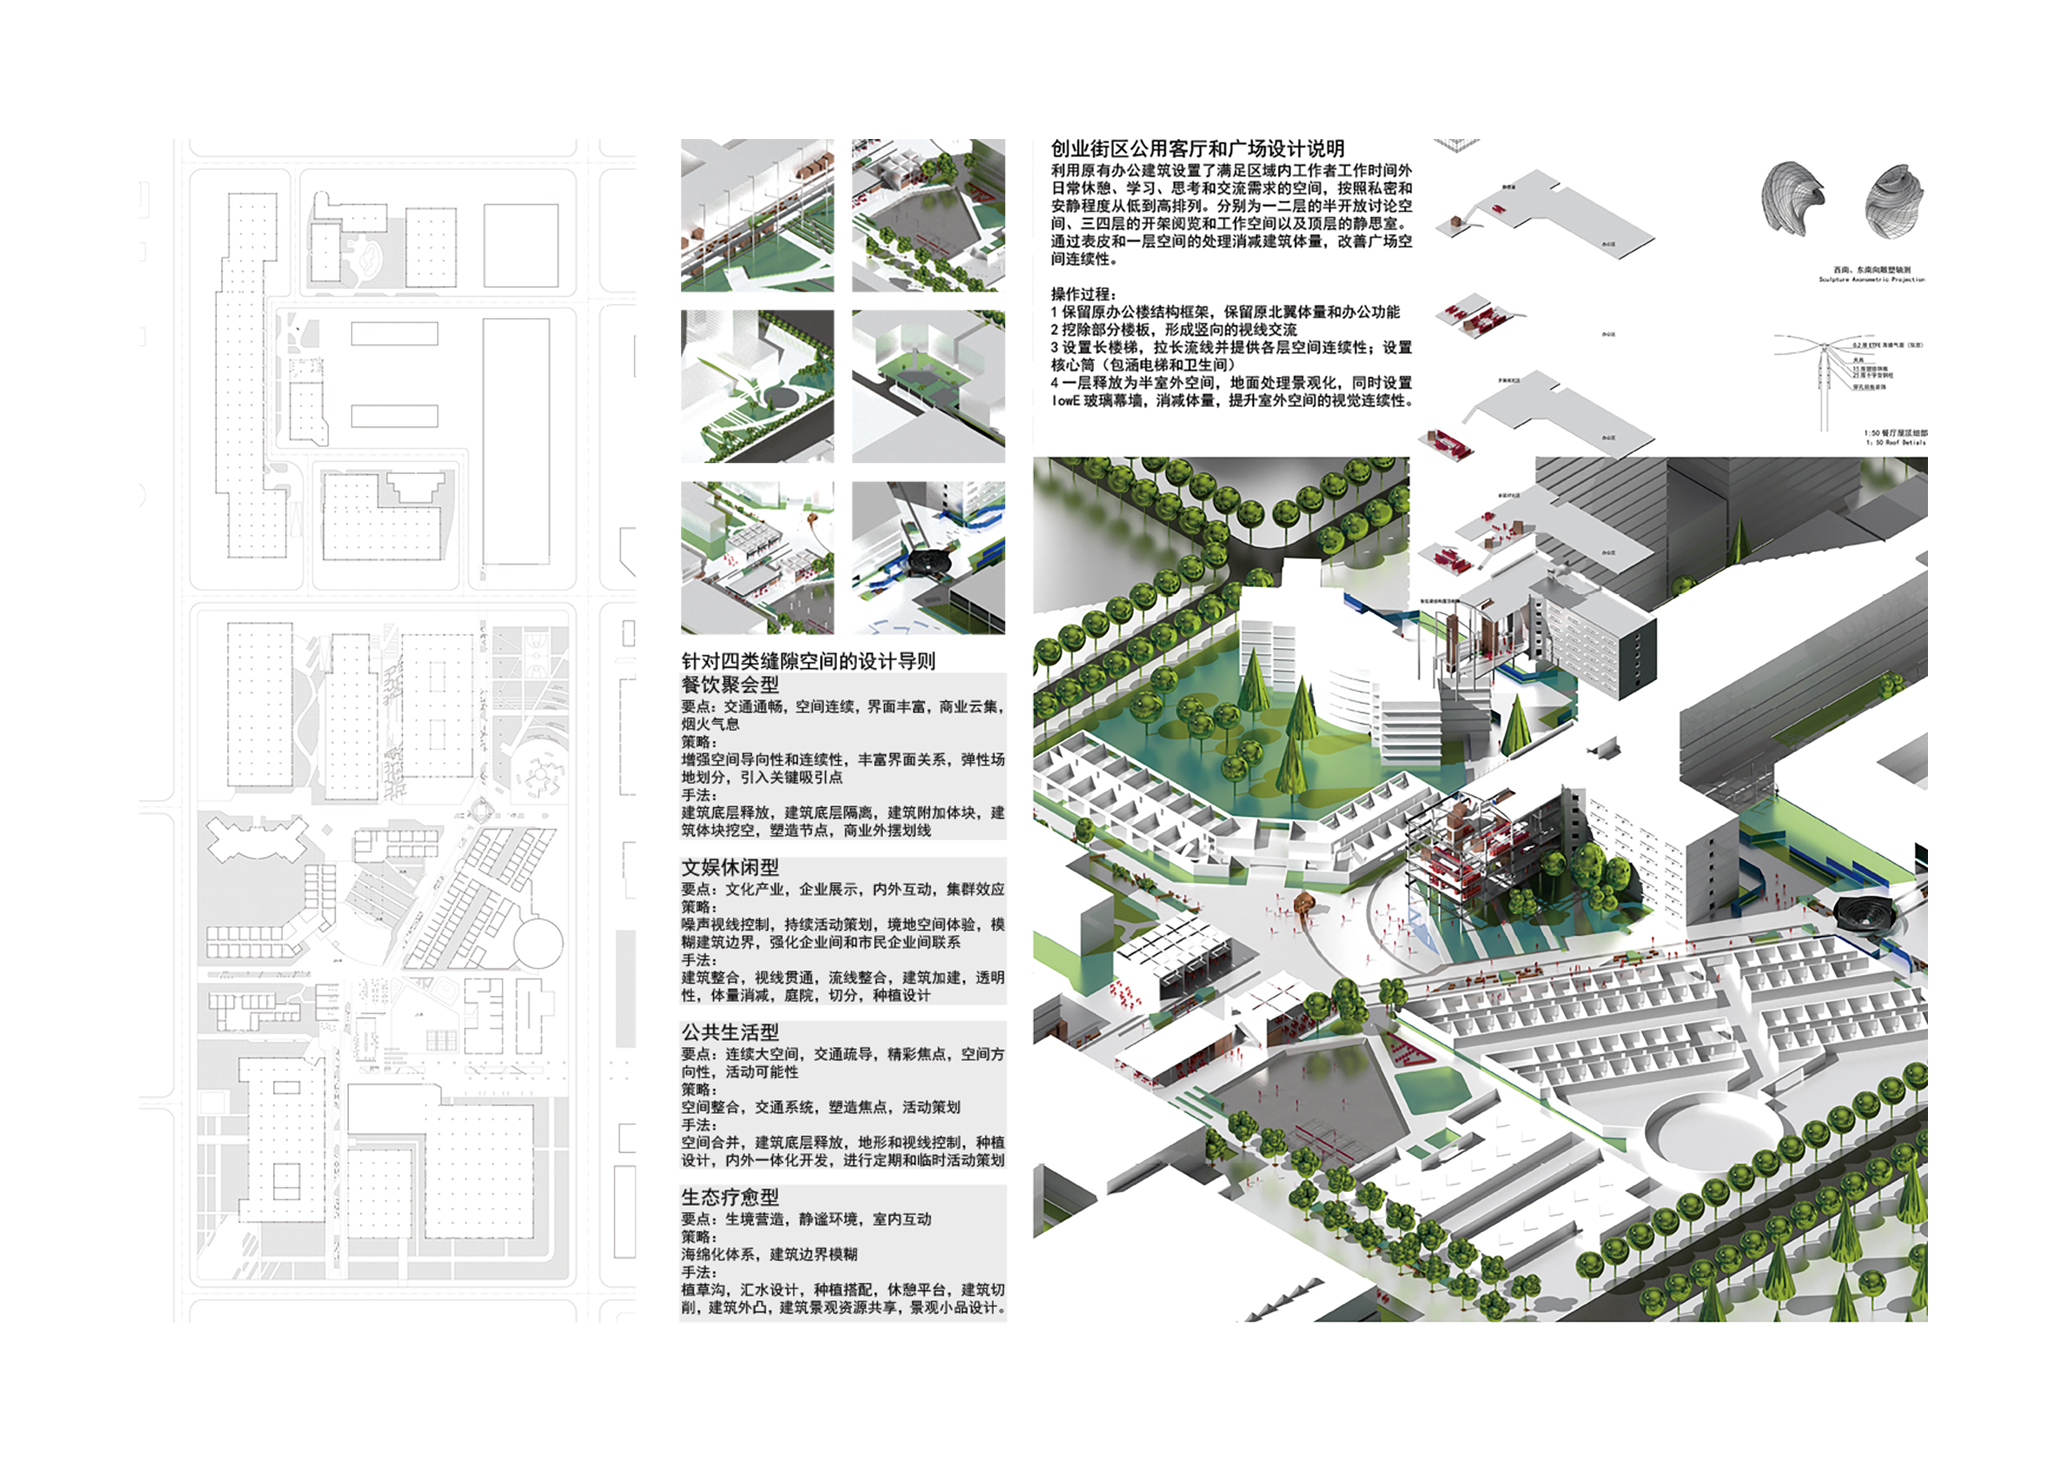 针对四类缝隙空间的设计导则
餐饮聚会型
要点：交通通畅，空间连续，界面丰富，商业云集，
烟火气息
策略：
增强空间导向性和连续性，丰富界面关系，弹性场
地划分，引入关键吸引点
手法：
建筑底层释放，建筑底层隔离，建筑附加体块，建
筑体块挖空，塑造节点，商业外摆划线
文娱休闲型
要点：文化产业，企业展示，内外互动，集群效应
策略：
噪声视线控制，持续活动策划，境地空间体验，模
糊建筑边界，强化企业间和市民企业间联系
手法：
建筑整合，视线贯通，流线整合，建筑加建，透明
性，体量消减，庭院，切分，种植设计
公共生活型
要点：连续大空间，交通疏导，精彩焦点，空间方
向性，活动可能性
策略：
空间整合，交通系统，塑造焦点，活动策划
手法：
空间合并，建筑底层释放，地形和视线控制，种植
设计，内外一体化开发，进行定期和临时活动策划
生态疗愈型
要点：生境营造，静谧环境，室内互动
策略：
海绵化体系，建筑边界模糊
手法：
植草沟，汇水设计，种植搭配，休憩平台，建筑切
削，建筑外凸，建筑景观资源共享，景观小品设计。
创业街区公用客厅和广场设计说明
利用原有办公建筑设置了满足区域内工作者工作时间外
日常休憩、学习、思考和交流需求的空间，按照私密和
安静程度从低到高排列。分别为一二层的半开放讨论空
间、三四层的开架阅览和工作空间以及顶层的静思室。
通过表皮和一层空间的处理消减建筑体量，改善广场空
间连续性。
操作过程：
1 保留原办公楼结构框架，保留原北翼体量和办公功能
2 挖除部分楼板，形成竖向的视线交流
3 设置长楼梯，拉长流线并提供各层空间连续性；设置
核心筒（包涵电梯和卫生间）
4 一层释放为半室外空间，地面处理景观化，同时设置
lowE 玻璃幕墙，消减体量，提升室外空间的视觉连续性。
办公区
办公区
办公区
办公区
西南、东南向雕塑轴测
Sculpture Axonometric Projection
1:50 餐厅屋顶细部
1: 50 Roof Detials